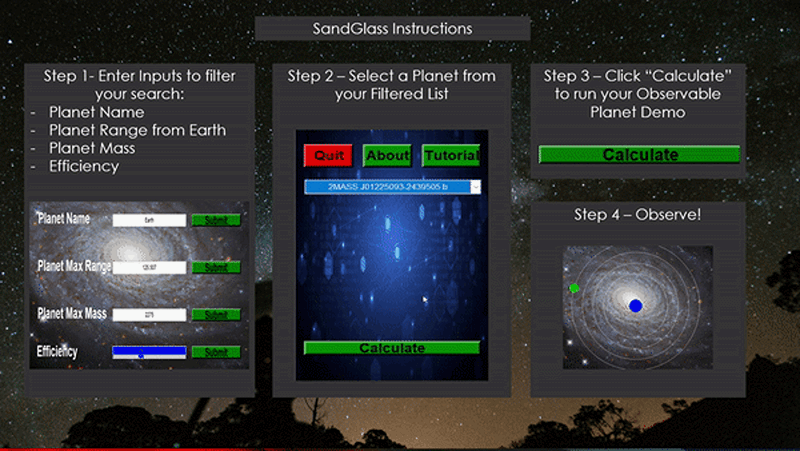 SandGlass Instructions
Step 1- Enter Inputs to filter
your search:
- Planet Name
- Planet Range from Earth
- Planet Mass
- Efficiency
Planet Name Earth Submit
Planet Max Range Submit
Planet Max Mass Submit
Efficiency Submit
Step 2 – Select a Planet from
your Filtered List
Quit About Tutorial
2MASS J01225093-2439505 b
Calculate
Step 3 – Click “Calculate”
to run your Observable
Planet Demo
Calculate
Step 4 – Observe!